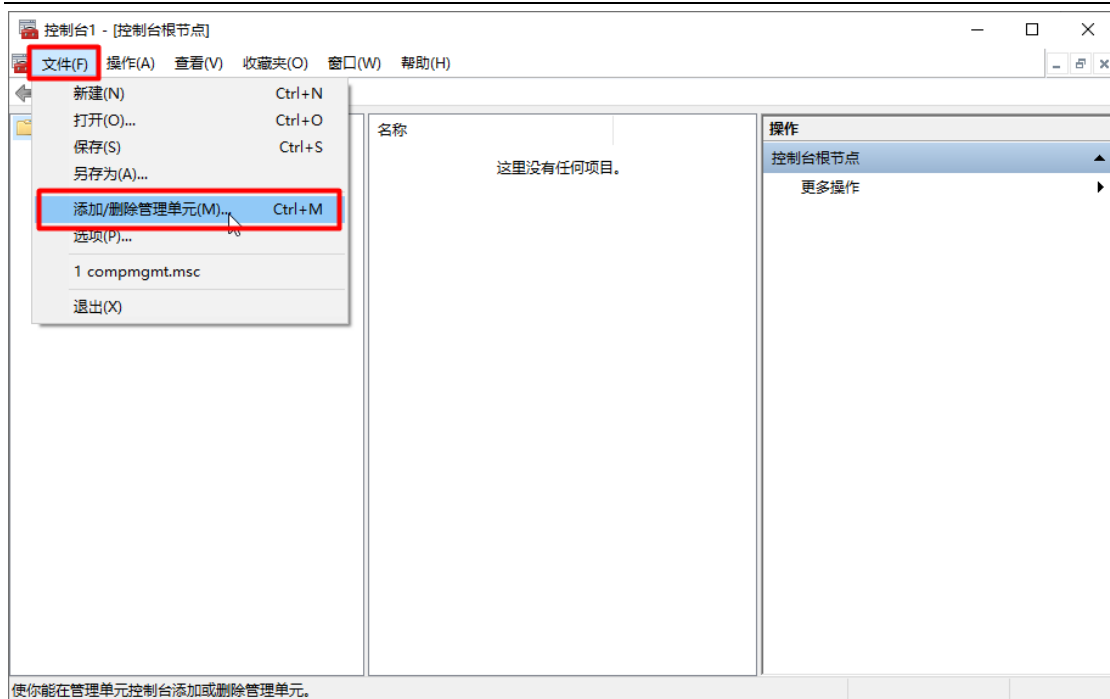 控制台1 - [控制台根节点]
文件(F) 操作(A) 查看(V) 收藏夹(O) 窗口(W) 帮助(H)
新建(N) Ctrl+N
打开(O)... Ctrl+O
保存(S) Ctrl+S
另存为(A)...
添加/删除管理单元(M)... Ctrl+M
选项(P)...
1 compmgmt.msc
退出(X)
名称
这里没有任何项目。
操作
控制台根节点
更多操作
使你能在管理单元控制台添加或删除管理单元。